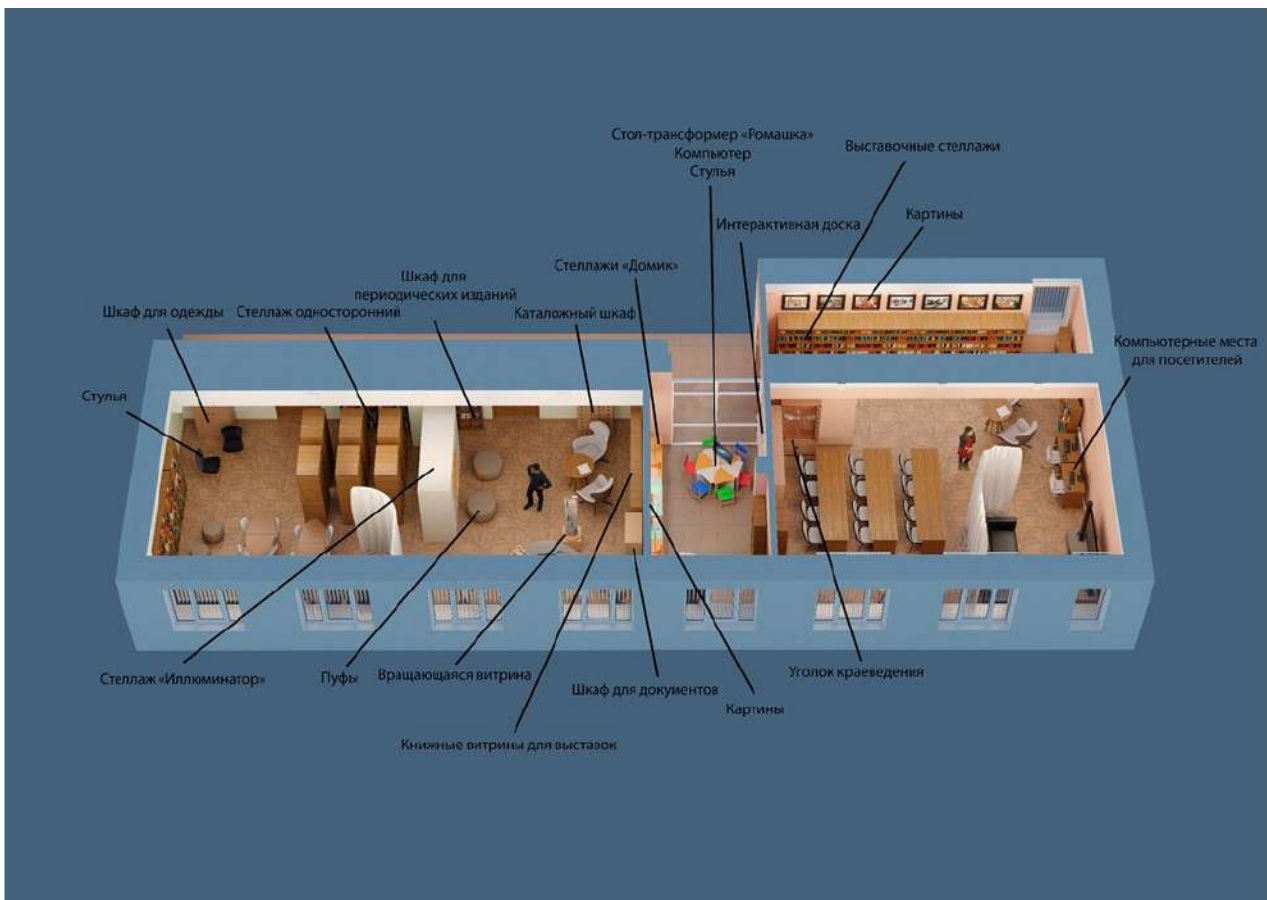 Стол-трансформер «Ромашка»
Компьютер
Стулья
Выставочные стеллажи
Картины
Интерактивная доска
Стеллажи «Домик»
Шкаф для
периодических изданий
Шкаф для одежды
Стеллаж односторонний
Каталожный шкаф
Компьютерные места
для посетителей
Стулья
Стеллаж «Иллюминатор»
Пуфы
Вращающаяся витрина
Шкаф для документов
Уголок краеведения
Картины
Книжные витрины для выставок